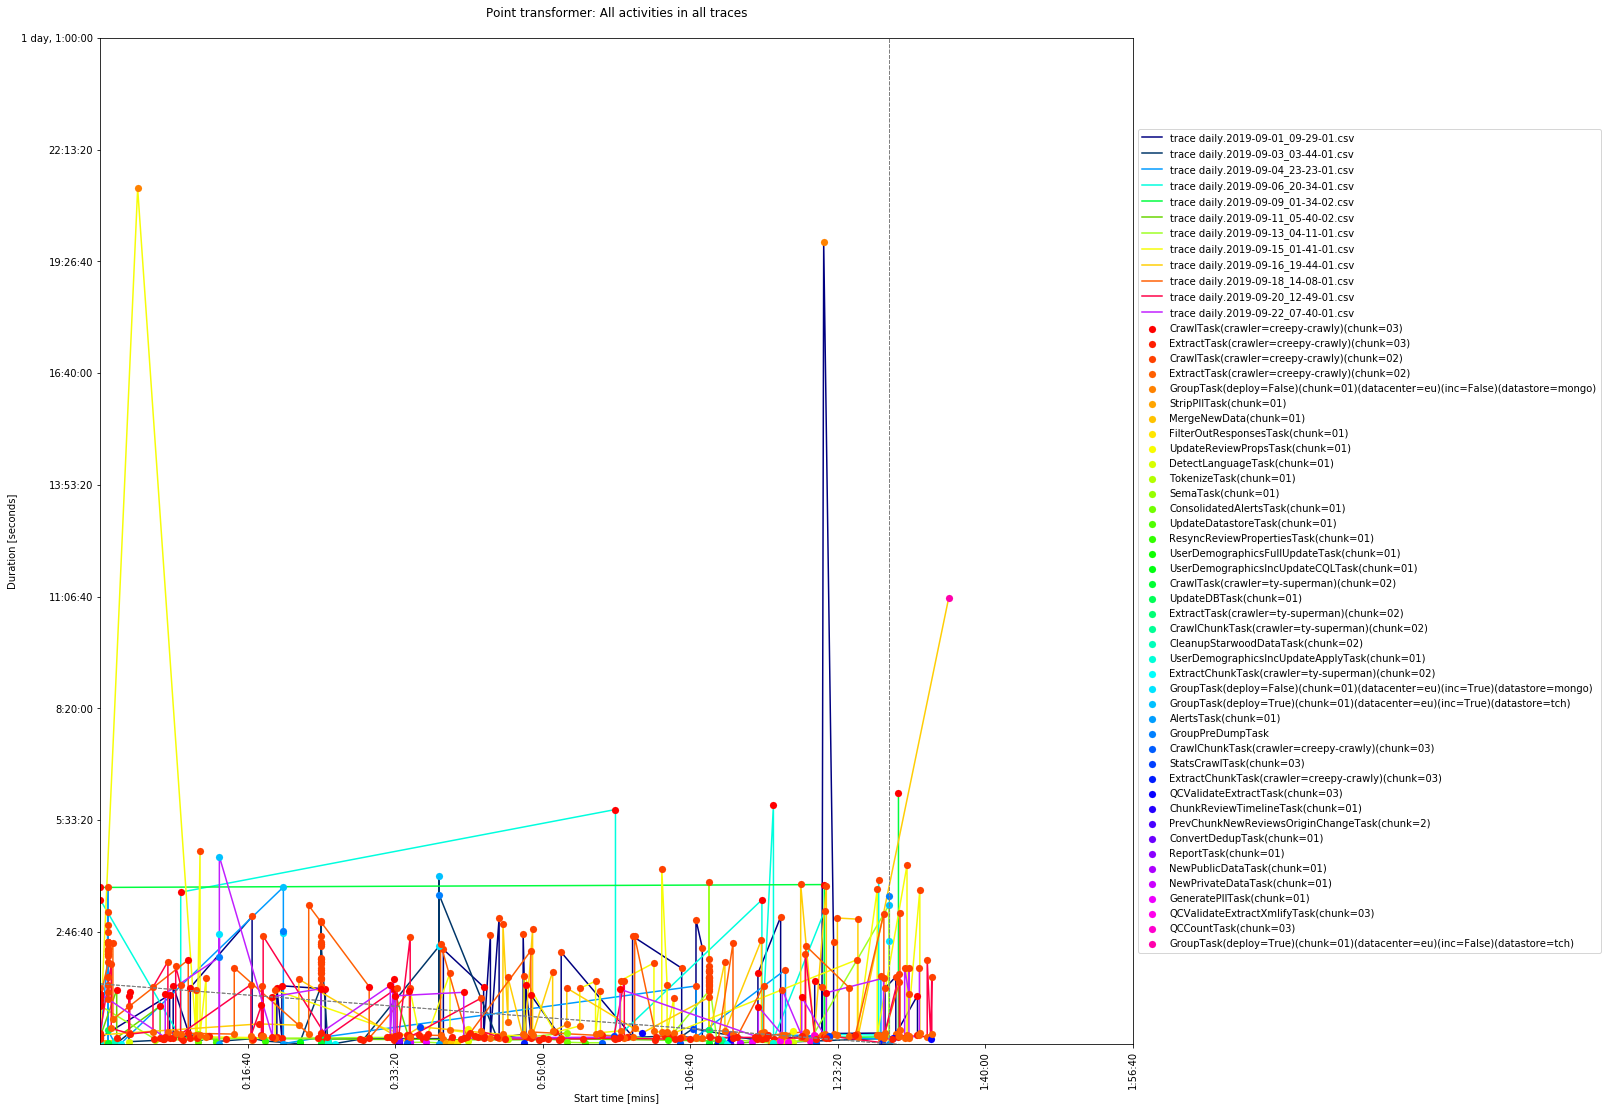 Point transformer: All activities in all traces
1 day, 1:00:00
22:13:20
19:26:40
16:40:00
13:53:20
11:06:40
8:20:00
5:33:20
2:46:40
Duration [seconds]
0:16:40
0:33:20
0:50:00
1:06:40
1:23:20
1:40:00
1:56:40
Start time [mins]
trace daily.2019-09-01_09-29-01.csv
trace daily.2019-09-03_03-44-01.csv
trace daily.2019-09-04_23-23-01.csv
trace daily.2019-09-06_20-34-01.csv
trace daily.2019-09-09_01-34-02.csv
trace daily.2019-09-11_05-40-02.csv
trace daily.2019-09-13_04-11-01.csv
trace daily.2019-09-15_01-41-01.csv
trace daily.2019-09-16_19-44-01.csv
trace daily.2019-09-18_14-08-01.csv
trace daily.2019-09-20_12-49-01.csv
trace daily.2019-09-22_07-40-01.csv
CrawlTask(crawler=creepy-crawly)(chunk=03)
ExtractTask(crawler=creepy-crawly)(chunk=03)
CrawlTask(crawler=creepy-crawly)(chunk=02)
ExtractTask(crawler=creepy-crawly)(chunk=02)
GroupTask(deploy=False)(chunk=01)(datacenter=eu)(inc=False)(datastore=mongo)
StripPIITask(chunk=01)
MergeNewData(chunk=01)
FilterOutResponsesTask(chunk=01)
UpdateReviewPropsTask(chunk=01)
DetectLanguageTask(chunk=01)
TokenizeTask(chunk=01)
SemaTask(chunk=01)
ConsolidatedAlertsTask(chunk=01)
UpdateDatastoreTask(chunk=01)
ResyncReviewPropertiesTask(chunk=01)
UserDemographicsFullUpdateTask(chunk=01)
UserDemographicsIncUpdateCQLTask(chunk=01)
CrawlTask(crawler=ty-superman)(chunk=02)
UpdateDBTask(chunk=01)
ExtractTask(crawler=ty-superman)(chunk=02)
CrawlChunkTask(crawler=ty-superman)(chunk=02)
CleanupStarwoodDataTask(chunk=02)
UserDemographicsIncUpdateApplyTask(chunk=01)
ExtractChunkTask(crawler=ty-superman)(chunk=02)
GroupTask(deploy=False)(chunk=01)(datacenter=eu)(inc=True)(datastore=mongo)
GroupTask(deploy=True)(chunk=01)(datacenter=eu)(inc=True)(datastore=tch)
AlertsTask(chunk=01)
GroupPreDumpTask
CrawlChunkTask(crawler=creepy-crawly)(chunk=03)
StatsCrawlTask(chunk=03)
ExtractChunkTask(crawler=creepy-crawly)(chunk=03)
QCValidateExtractTask(chunk=03)
ChunkReviewTimelineTask(chunk=01)
PrevChunkNewReviewsOriginChangeTask(chunk=2)
ConvertDedupTask(chunk=01)
ReportTask(chunk=01)
NewPublicDataTask(chunk=01)
NewPrivateDataTask(chunk=01)
GeneratePIITask(chunk=01)
QCValidateExtractXmlifyTask(chunk=03)
QCCountTask(chunk=03)
GroupTask(deploy=True)(chunk=01)(datacenter=eu)(inc=False)(datastore=tch)